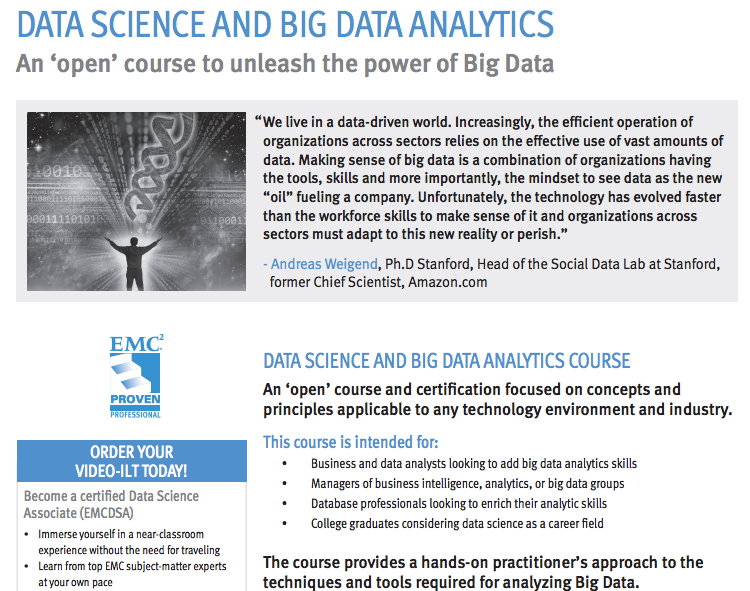 DATA SCIENCE AND BIG DATA ANALYTICS
An ‘open’ course to unleash the power of Big Data
“We live in a data-driven world. Increasingly, the efficient operation of
organizations across sectors relies on the effective use of vast amounts of
data. Making sense of big data is a combination of organizations having
the tools, skills and more importantly, the mindset to see data as the new
“oil” fueling a company. Unfortunately, the technology has evolved faster
than the workforce skills to make sense of it and organizations across
sectors must adapt to this new reality or perish.”
- Andreas Weigend, Ph.D Stanford, Head of the Social Data Lab at Stanford,
former Chief Scientist, Amazon.com
EMC²
PROVEN
PROFESSIONAL
ORDER YOUR
VIDEO-ILT TODAY!
Become a certified Data Science
Associate (EMCDSA)
• Immerse yourself in a near-classroom
experience without the need for traveling
• Learn from top EMC subject-matter experts
at your own pace
DATA SCIENCE AND BIG DATA ANALYTICS COURSE
An ‘open’ course and certification focused on concepts and
principles applicable to any technology environment and industry.
This course is intended for:
• Business and data analysts looking to add big data analytics skills
• Managers of business intelligence, analytics, or big data groups
• Database professionals looking to enrich their analytic skills
• College graduates considering data science as a career field
The course provides a hands-on practitioner’s approach to the
techniques and tools required for analyzing Big Data.